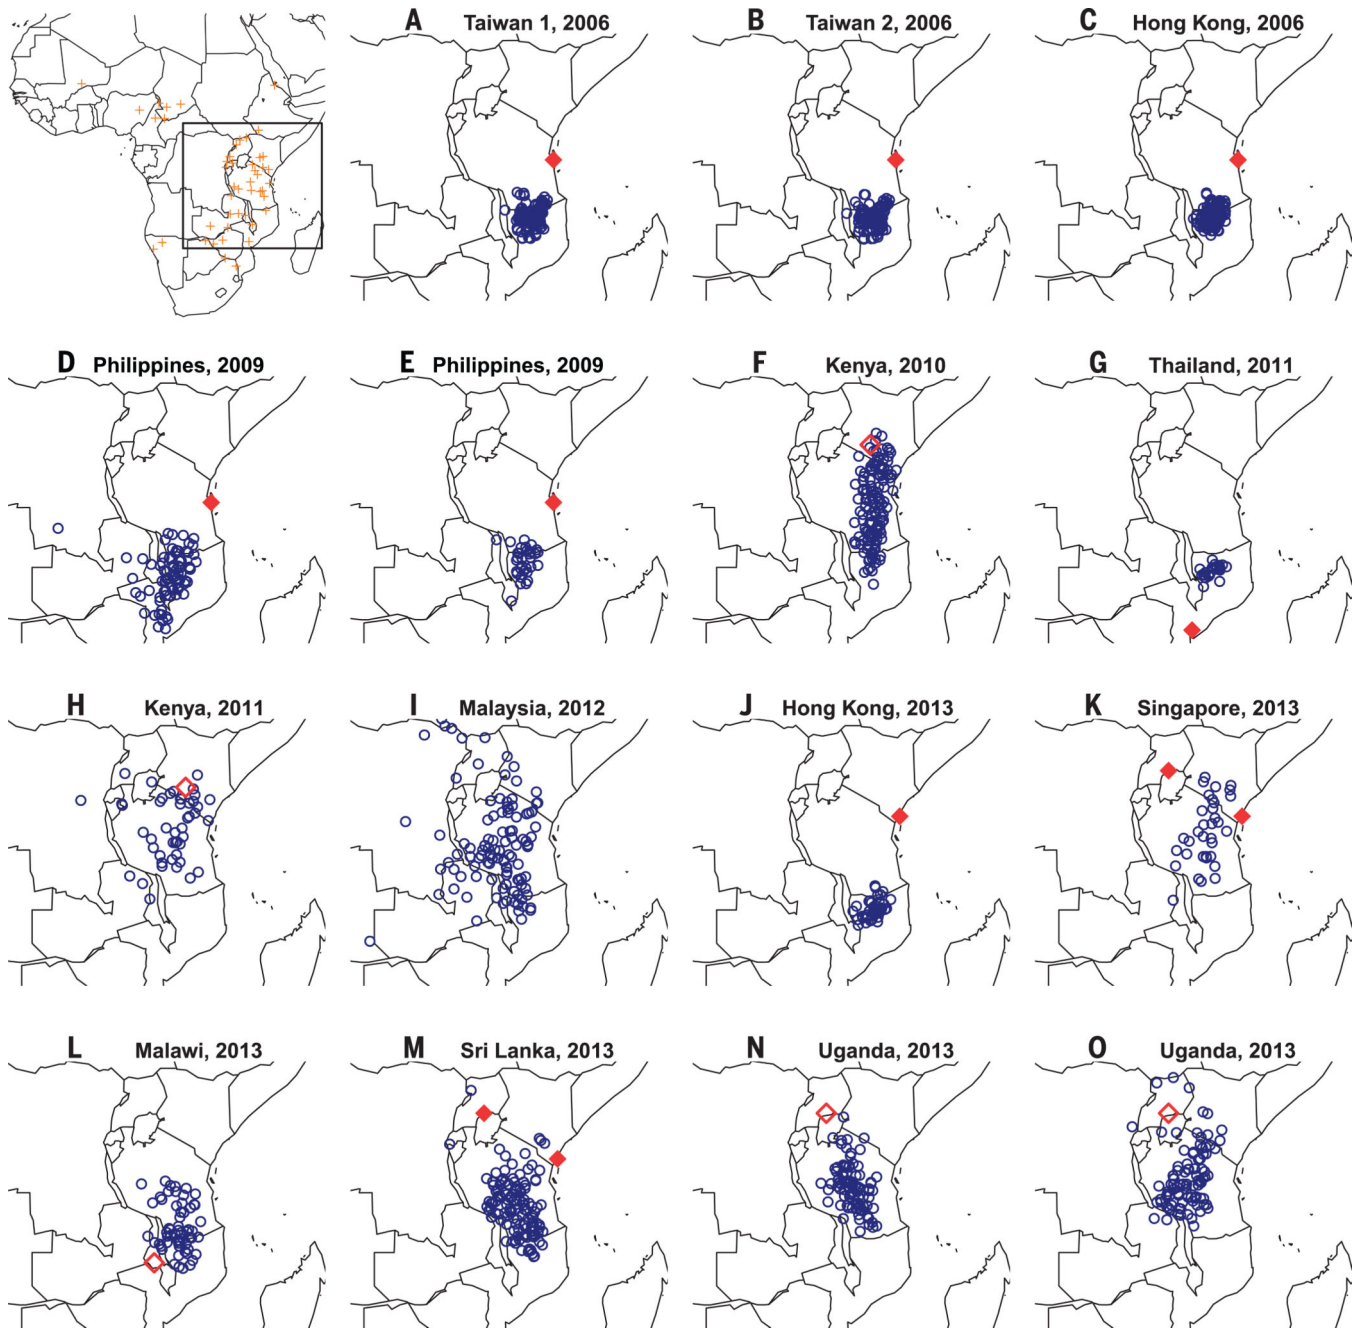 A Taiwan 1, 2006
B Taiwan 2, 2006
C Hong Kong, 2006
D Philippines, 2009
E Philippines, 2009
F Kenya, 2010
G Thailand, 2011
H Kenya, 2011
I Malaysia, 2012
J Hong Kong, 2013
K Singapore, 2013
L Malawi, 2013
M Sri Lanka, 2013
N Uganda, 2013
O Uganda, 2013